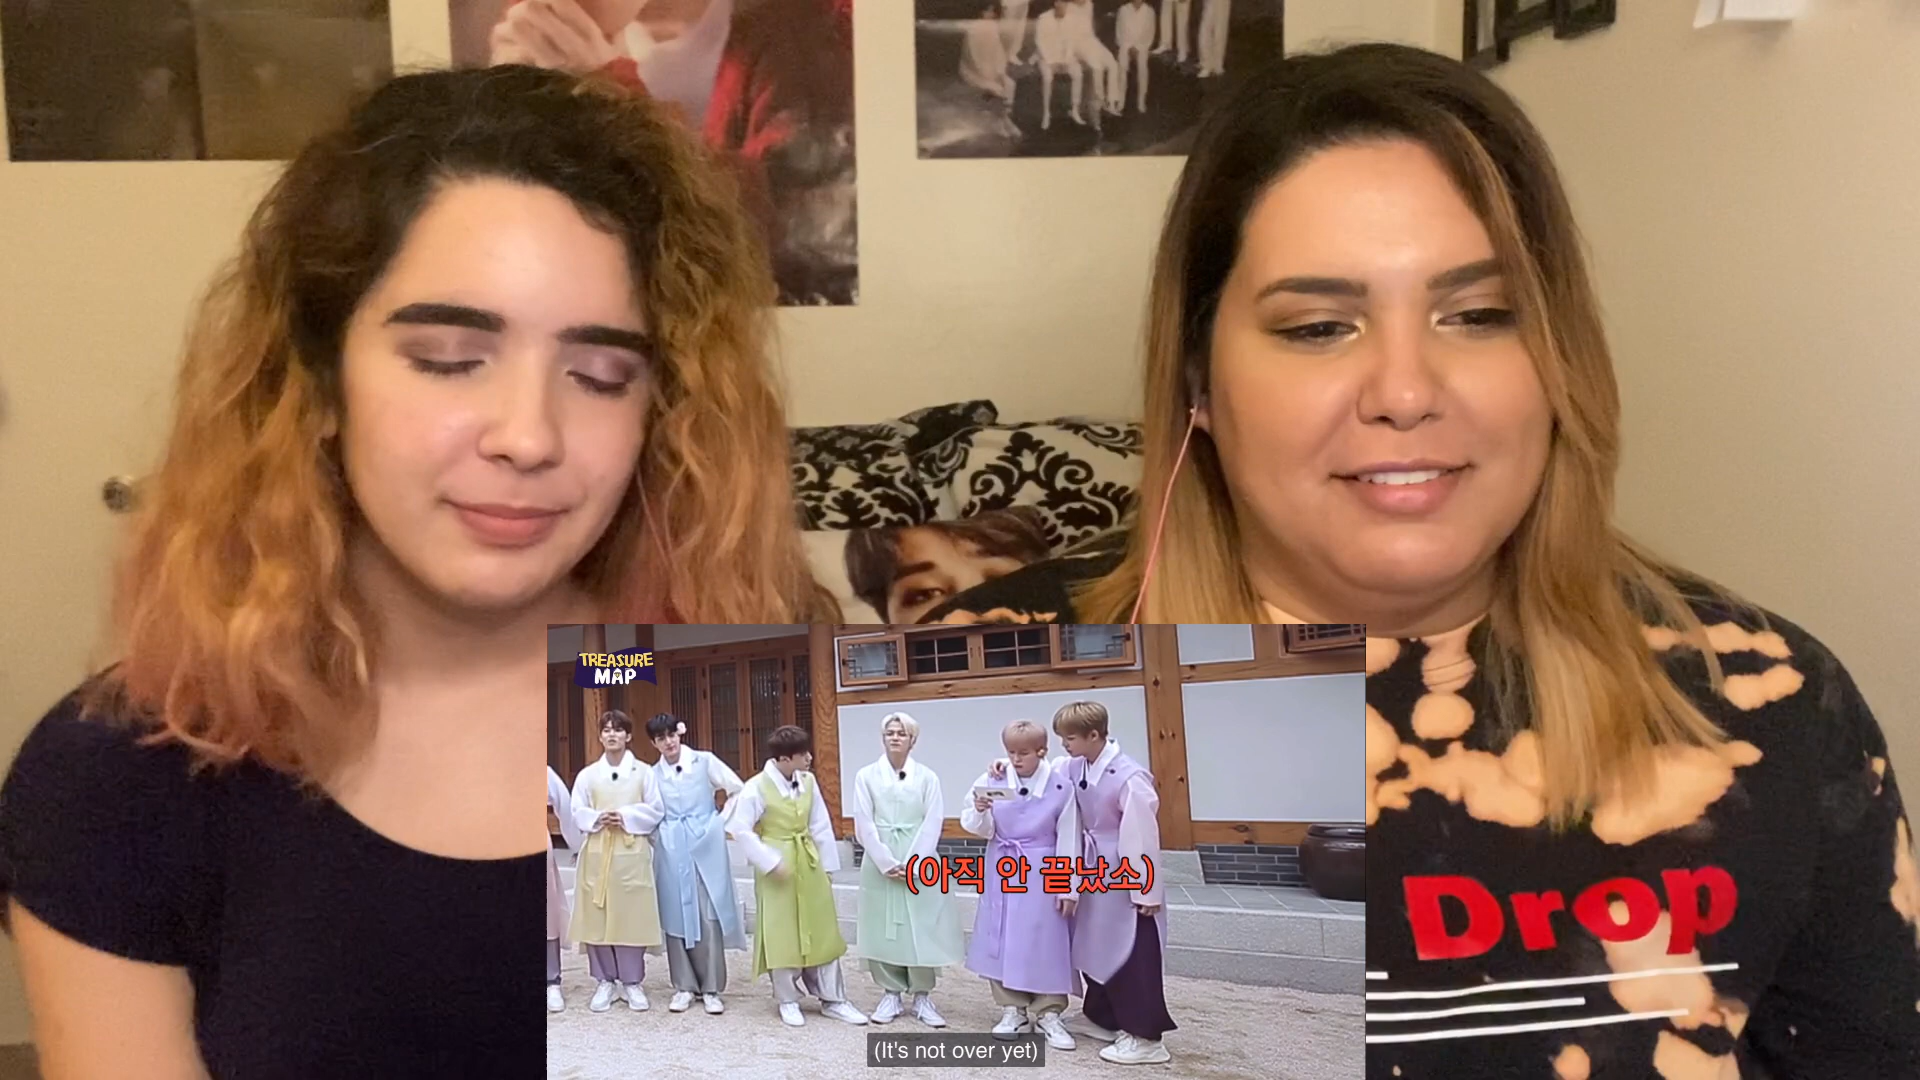 TREASURE
MAP
(아직 안 끝났소)
(It's not over yet)
Drop